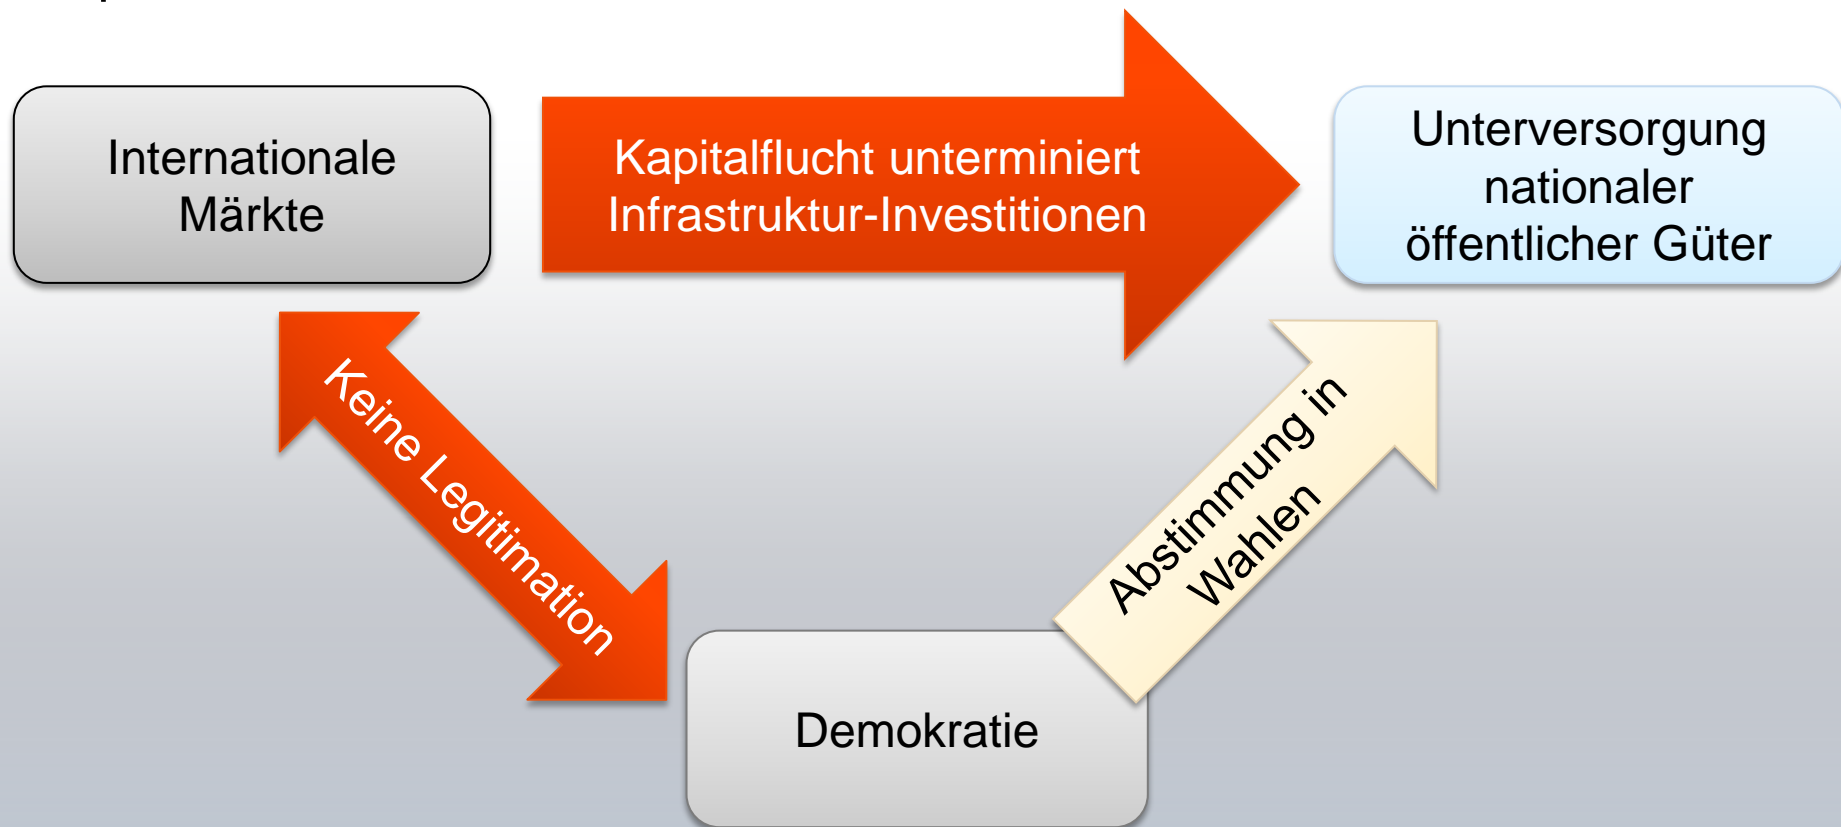 Internationale
Märkte
Kapitalflucht unterminiert
Infrastruktur-Investitionen
Unterversorgung
nationaler
öffentlicher Güter
Keine Legitimation
Abstimmung in
Wahlen
Demokratie